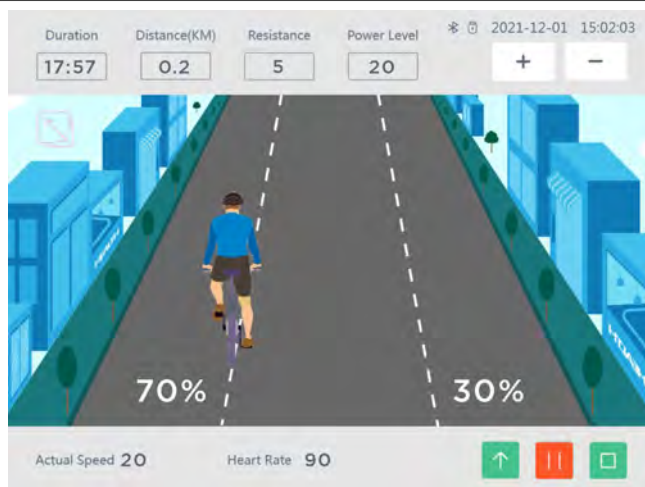 Duration Distance(KM) Resistance Power Level 2021-12-01 15:02:03
17:57 0.2 5 20 + −
70% 30%
Actual Speed 20 Heart Rate 90